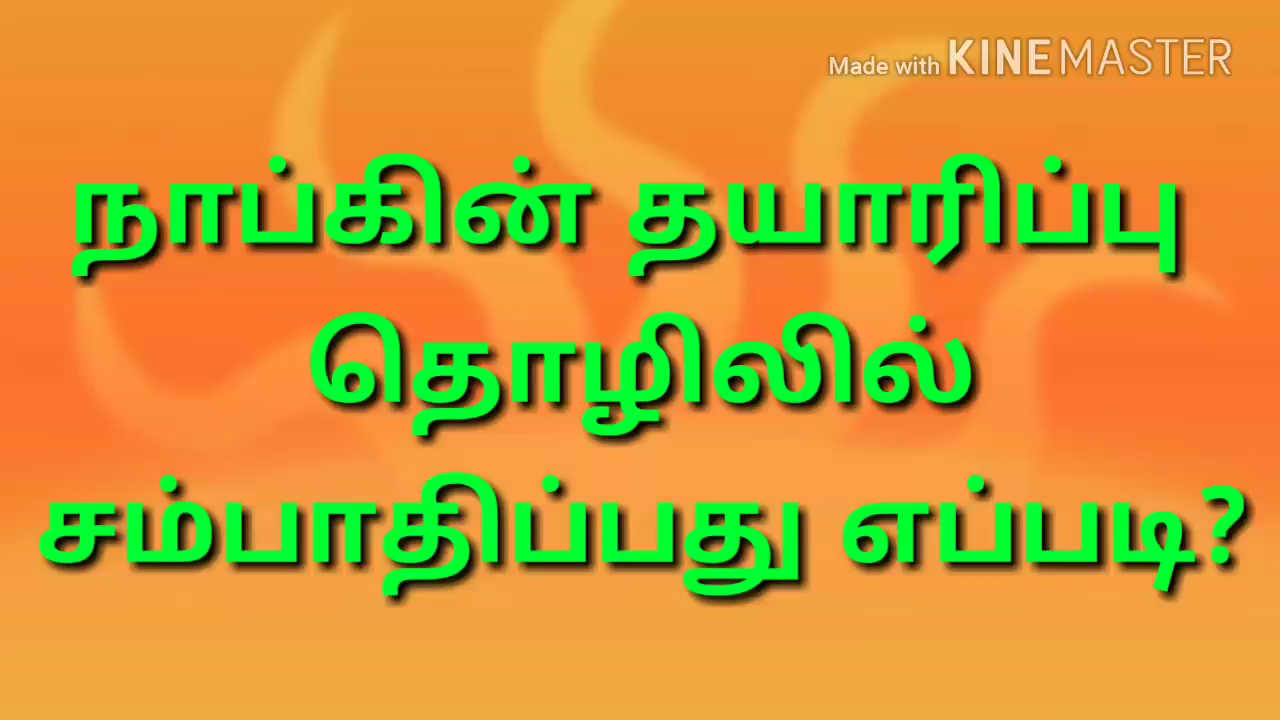 Made with KINEMASTER
நாப்கின் தயாரிப்பு
தொழிலில்
சம்பாதிப்பது எப்படி?